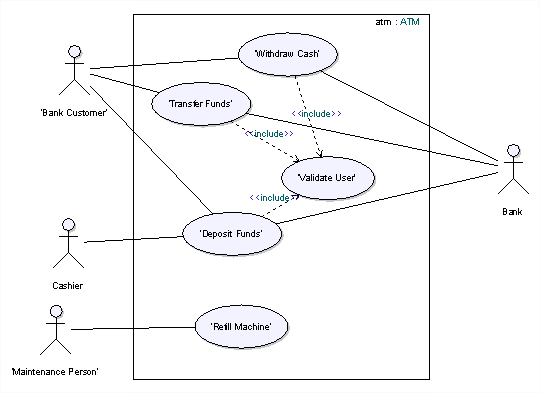 atm : ATM
'Withdraw Cash'
'Bank Customer'
'Transfer Funds'
<<include>>
<<include>>
'Validate User'
<<include>>
Bank
'Deposit Funds'
Cashier
'Refill Machine'
'Maintenance Person'